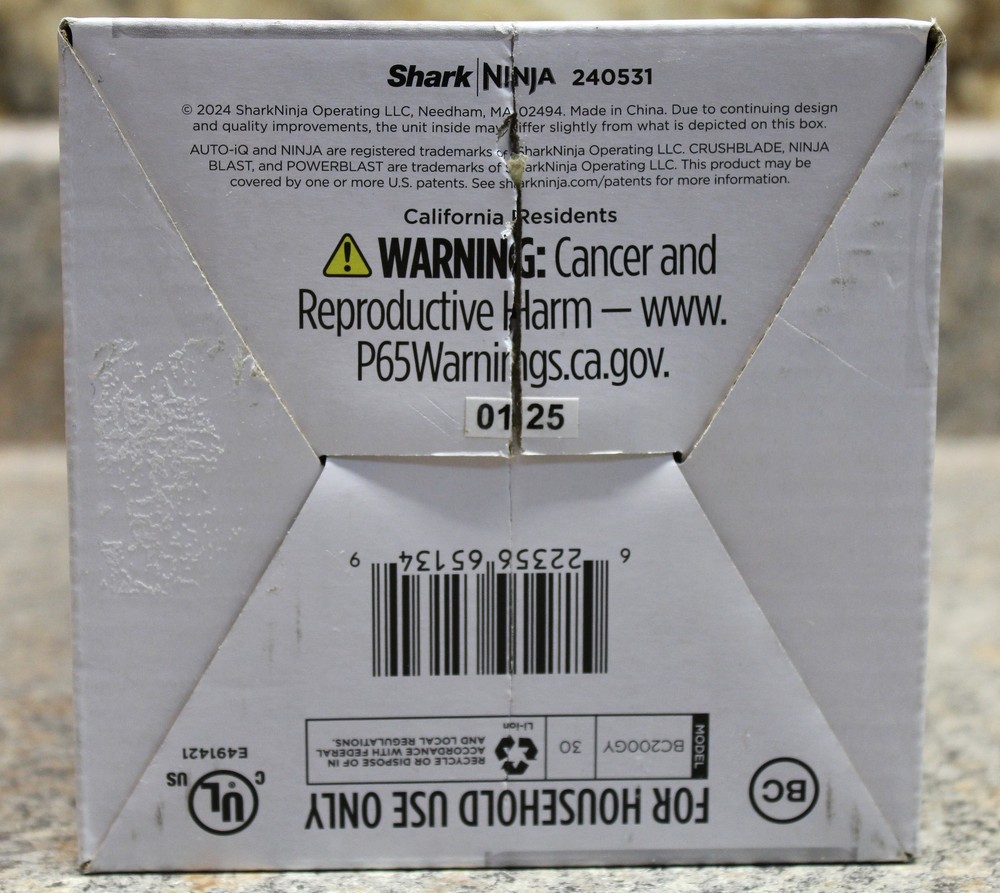 Shark NINJA 240531
© 2024 SharkNinja Operating LLC, Needham, MA 02494. Made in China. Due to continuing design
and quality improvements, the unit inside may differ slightly from what is depicted on this box.
AUTO-iQ and NINJA are registered trademarks of SharkNinja Operating LLC. CRUSHBLADE, NINJA
BLAST, and POWERBLAST are trademarks of SharkNinja Operating LLC. This product may be
covered by one or more U.S. patents. See sharkninja.com/patents for more information.
California Residents
WARNING: Cancer and
Reproductive Harm — www.
P65Warnings.ca.gov.
01 25
BC
FOR HOUSEHOLD USE ONLY
C UL US
E491421
MODEL BC200GY 30
Li-ion
RECYCLE OR DISPOSE OF IN
ACCORDANCE WITH FEDERAL
AND LOCAL REGULATIONS.
6 22356 65134 9